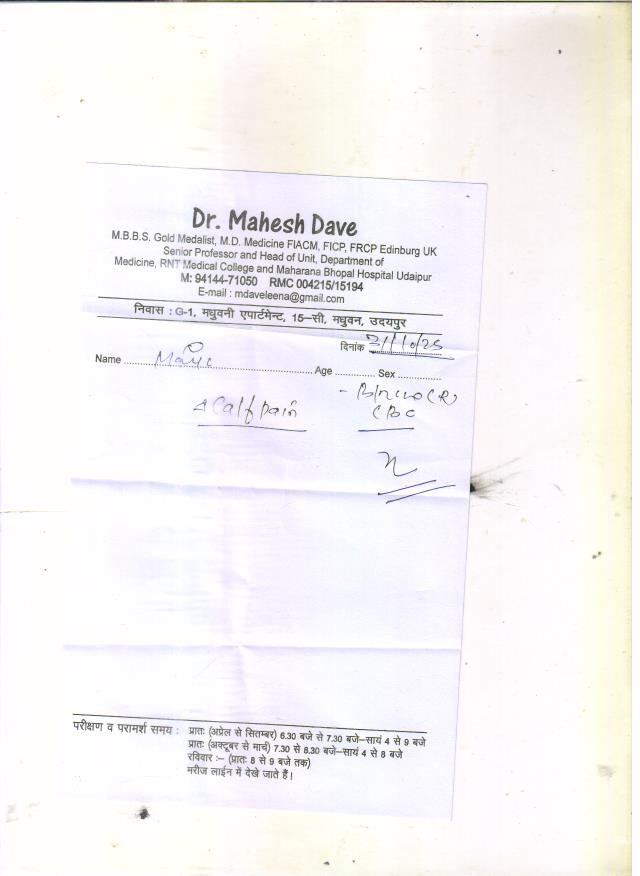 Dr. Mahesh Dave
M.B.B.S. Gold Medalist, M.D. Medicine FIACM, FICP, FRCP Edinburg UK
Senior Professor and Head of Unit, Department of
Medicine, RNT Medical College and Maharana Bhopal Hospital Udaipur
M: 94144-71050 RMC 004215/15194
E-mail : mdaveleena@gmail.com
निवास : G-1, मधुवनी एपार्टमेन्ट, 15-सी, मधुवन, उदयपुर
दिनांक 31/10/25
Name Age Sex
Calf pain
CBC
परीक्षण व परामर्श समय : प्रातः (अप्रेल से सितम्बर) 6.30 बजे से 7.30 बजे-सायं 4 से 9 बजे
प्रातः (अक्टूबर से मार्च) 7.30 से 8.30 बजे-सायं 4 से 8 बजे
रविवार :- (प्रातः 8 से 9 बजे तक)
मरीज लाईन में देखे जाते हैं।